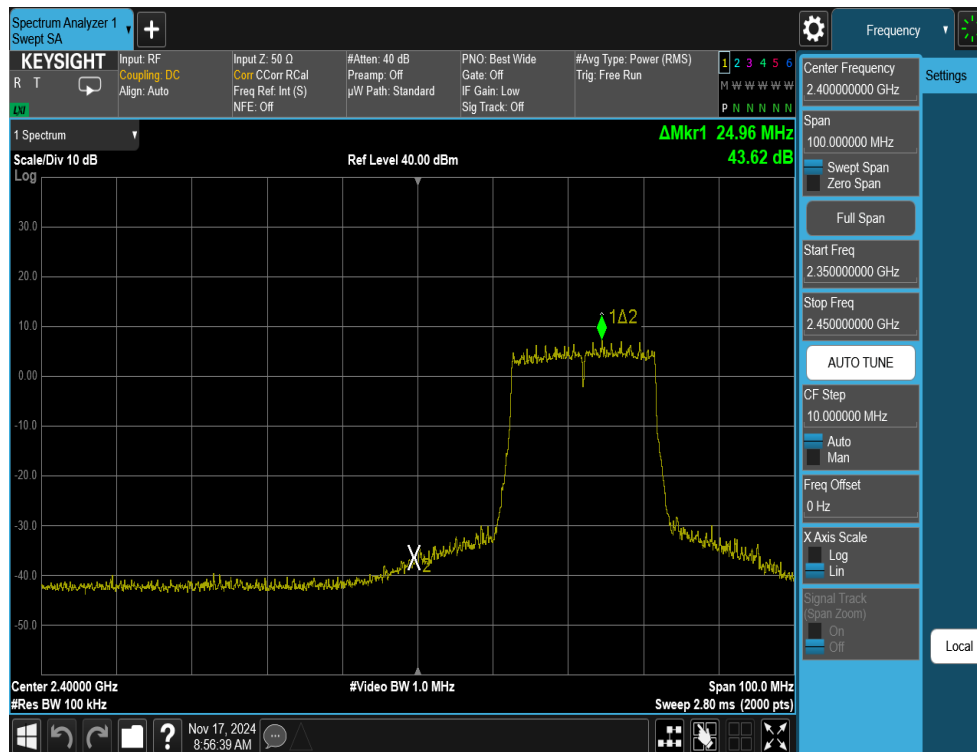 Spectrum Analyzer 1
Swept SA
+
Frequency
KEYSIGHT
R T
LXI
Input: RF
Coupling: DC
Align: Auto
Input Z: 50 Ω
Corr CCorr RCal
Freq Ref: Int (S)
NFE: Off
#Atten: 40 dB
Preamp: Off
µW Path: Standard
PNO: Best Wide
Gate: Off
IF Gain: Low
Sig Track: Off
#Avg Type: Power (RMS)
Trig: Free Run
1 2 3 4 5 6
M W W W W W
P N N N N N
1 Spectrum
ΔMkr1 24.96 MHz
43.62 dB
Scale/Div 10 dB
Ref Level 40.00 dBm
Log
30.0
20.0
10.0
0.00
-10.0
-20.0
-30.0
-40.0
-50.0
1Δ2
X2
Center 2.40000 GHz
#Video BW 1.0 MHz
Span 100.0 MHz
#Res BW 100 kHz
Sweep 2.80 ms (2000 pts)
Center Frequency
2.400000000 GHz
Settings
Span
100.000000 MHz
Swept Span
Zero Span
Full Span
Start Freq
2.350000000 GHz
Stop Freq
2.450000000 GHz
AUTO TUNE
CF Step
10.000000 MHz
Auto
Man
Freq Offset
0 Hz
X Axis Scale
Log
Lin
Signal Track
(Span Zoom)
On
Off
Local
?
Nov 17, 2024
8:56:39 AM